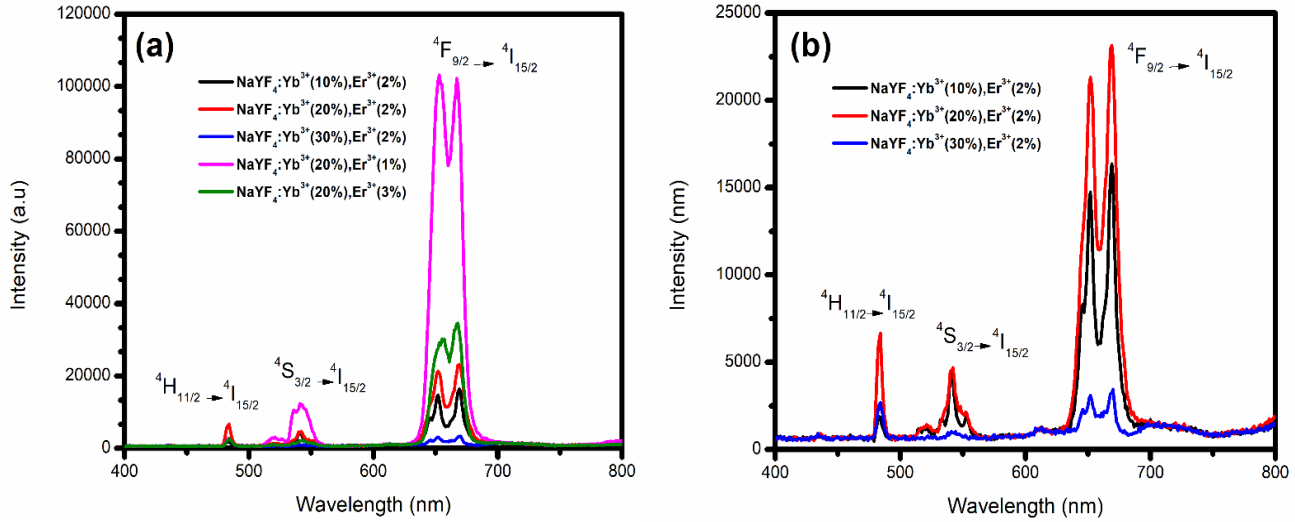 (a)
⁴F₉/₂ → ⁴I₁₅/₂
NaYF₄:Yb³⁺(10%),Er³⁺(2%)
NaYF₄:Yb³⁺(20%),Er³⁺(2%)
NaYF₄:Yb³⁺(30%),Er³⁺(2%)
NaYF₄:Yb³⁺(20%),Er³⁺(1%)
NaYF₄:Yb³⁺(20%),Er³⁺(3%)
⁴H₁₁/₂ → ⁴I₁₅/₂
⁴S₃/₂ → ⁴I₁₅/₂
Intensity (a.u)
120000
100000
80000
60000
40000
20000
0
400
500
600
700
800
Wavelength (nm)
(b)
⁴F₉/₂ → ⁴I₁₅/₂
NaYF₄:Yb³⁺(10%),Er³⁺(2%)
NaYF₄:Yb³⁺(20%),Er³⁺(2%)
NaYF₄:Yb³⁺(30%),Er³⁺(2%)
⁴H₁₁/₂ → ⁴I₁₅/₂
⁴S₃/₂ → ⁴I₁₅/₂
Intensity (nm)
25000
20000
15000
10000
5000
0
400
500
600
700
800
Wavelength (nm)